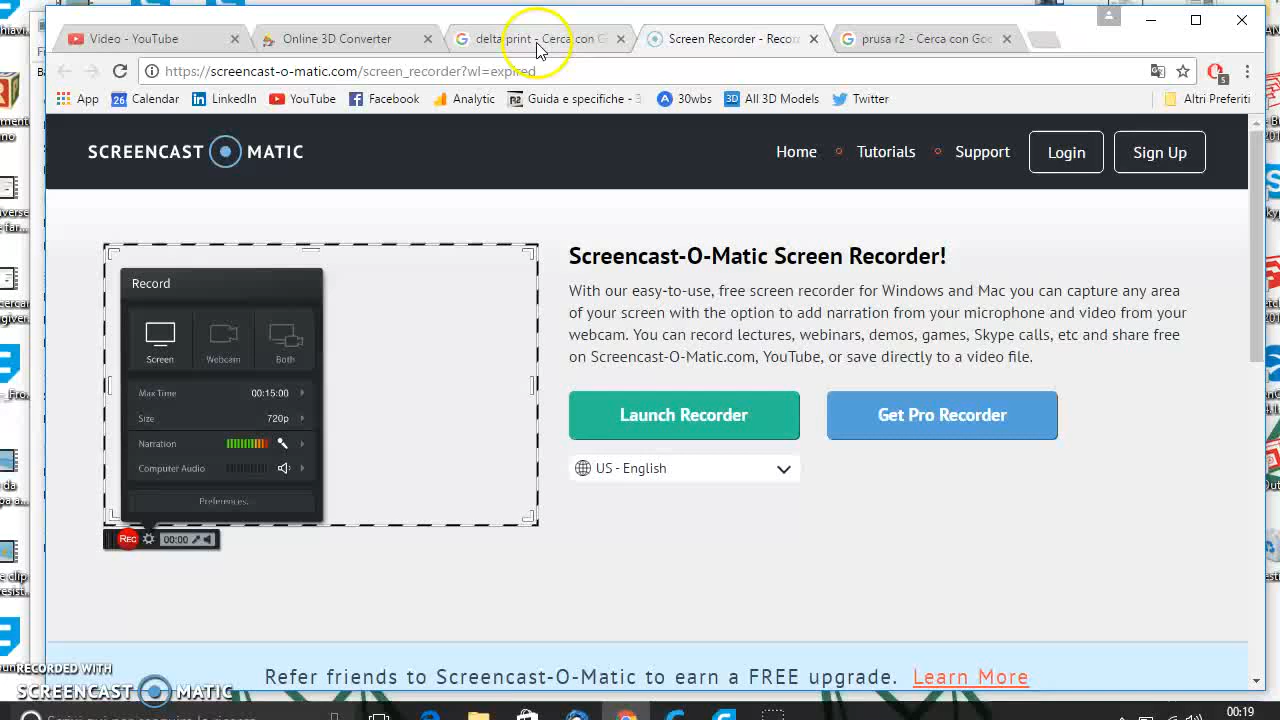 Video - YouTube
Online 3D Converter
delta print - Cerca con G
Screen Recorder - Recor
prusa r2 - Cerca con Goo
https://screencast-o-matic.com/screen_recorder?wl=expired
5
App
26 Calendar
LinkedIn
YouTube
Facebook
Analytic
R2 Guida a specifiche - 3
30wbs
3D All 3D Models
Twitter
Altri Preferiti
SCREENCAST MATIC
Home
Tutorials
Support
Login
Sign Up
Record
Screen
Webcam
Both
Max Time 00:15:00
Size 720p
Narration
Computer Audio
Preferences.
REC 00:00
Screencast-O-Matic Screen Recorder!
With our easy-to-use, free screen recorder for Windows and Mac you can capture any area
of your screen with the option to add narration from your microphone and video from your
webcam. You can record lectures, webinars, demos, games, Skype calls, etc and share free
on Screencast-O-Matic.com, YouTube, or save directly to a video file.
Launch Recorder
Get Pro Recorder
US - English
Refer friends to Screencast-O-Matic to earn a FREE upgrade. Learn More
RECORDED WITH
SCREENCAST MATIC
00:19